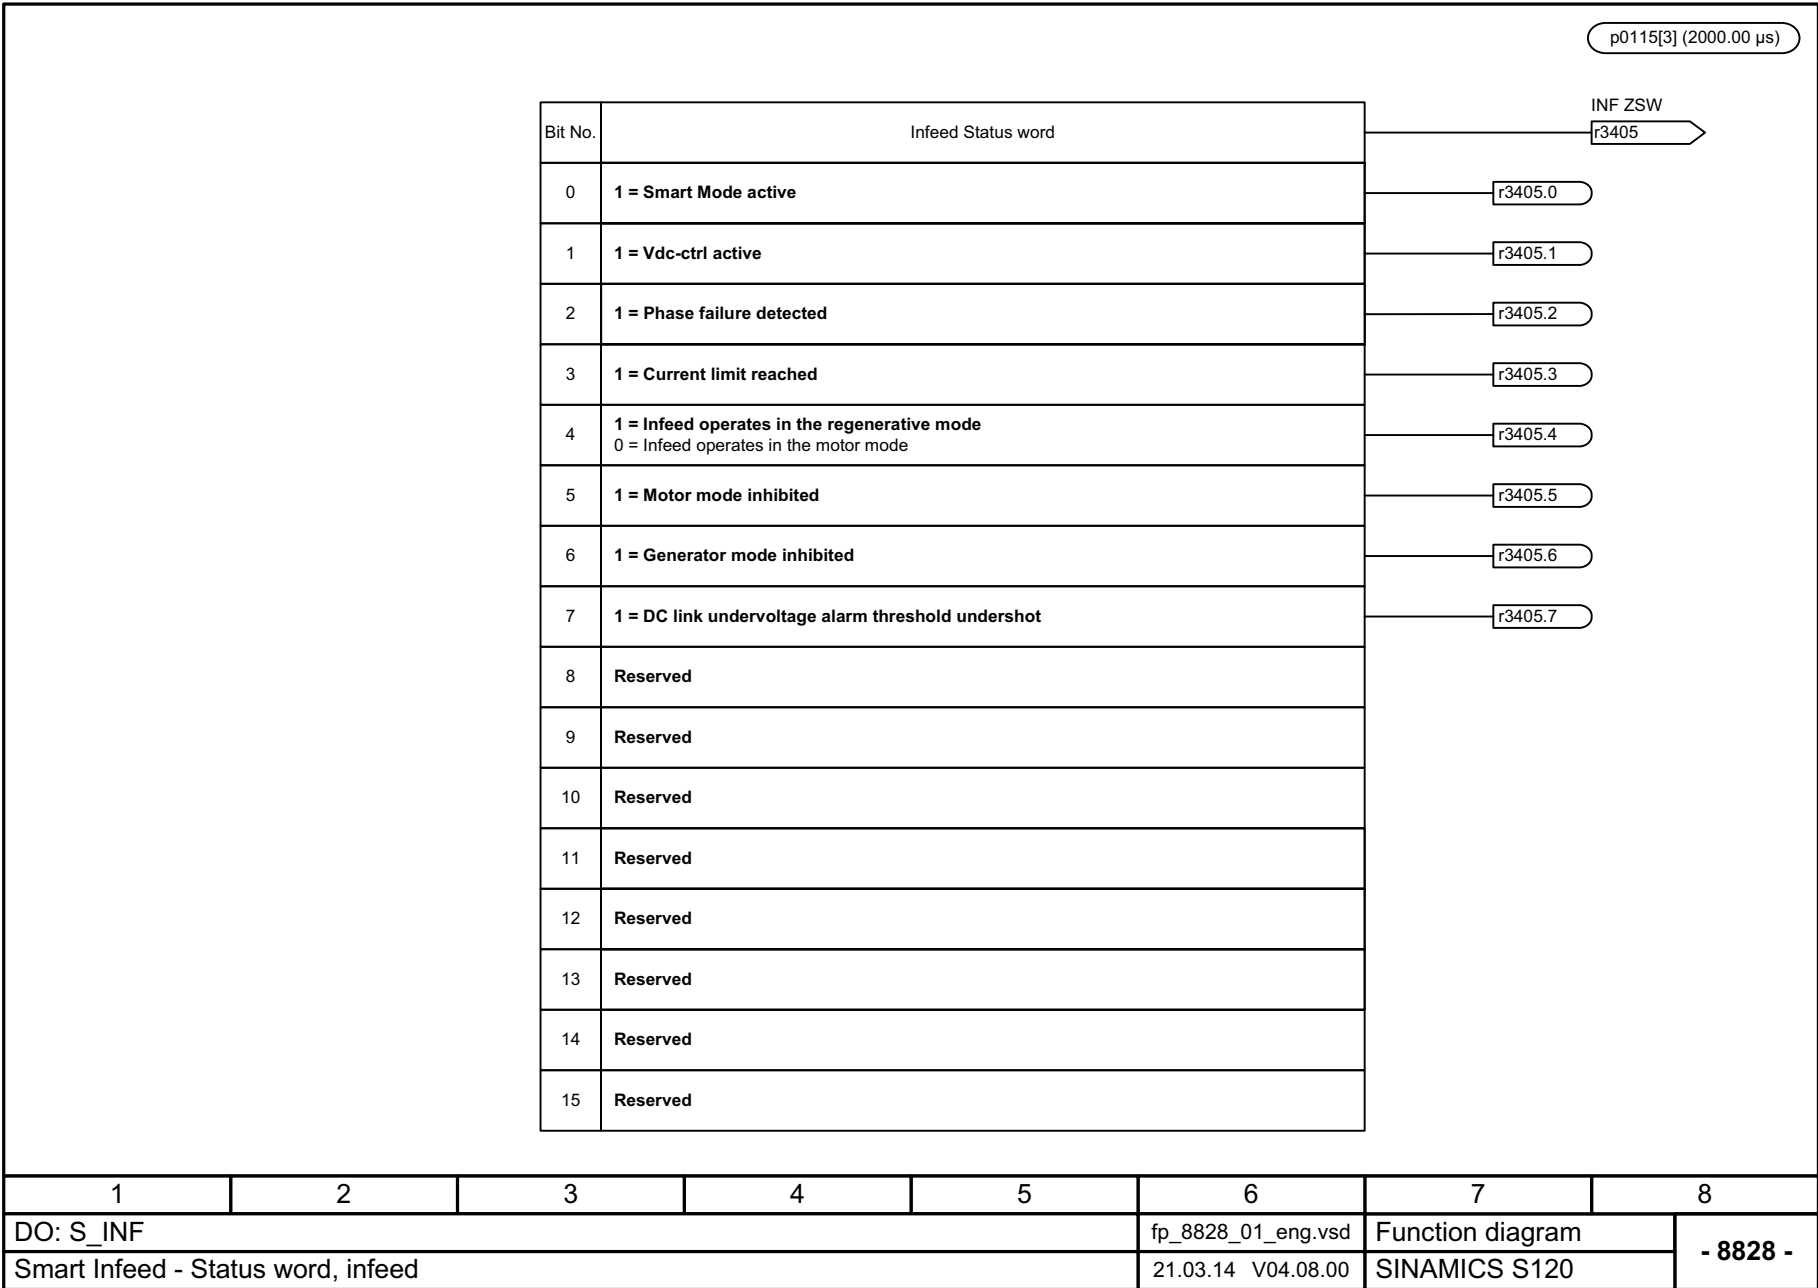 p0115[3] (2000.00 µs)
INF ZSW
Bit No. Infeed Status word r3405
0 1 = Smart Mode active r3405.0
1 1 = Vdc-ctrl active r3405.1
2 1 = Phase failure detected r3405.2
3 1 = Current limit reached r3405.3
4 1 = Infeed operates in the regenerative mode
0 = Infeed operates in the motor mode r3405.4
5 1 = Motor mode inhibited r3405.5
6 1 = Generator mode inhibited r3405.6
7 1 = DC link undervoltage alarm threshold undershot r3405.7
8 Reserved
9 Reserved
10 Reserved
11 Reserved
12 Reserved
13 Reserved
14 Reserved
15 Reserved
1 2 3 4 5 6 7 8
DO: S_INF fp_8828_01_eng.vsd Function diagram
- 8828 -
Smart Infeed - Status word, infeed 21.03.14 V04.08.00 SINAMICS S120